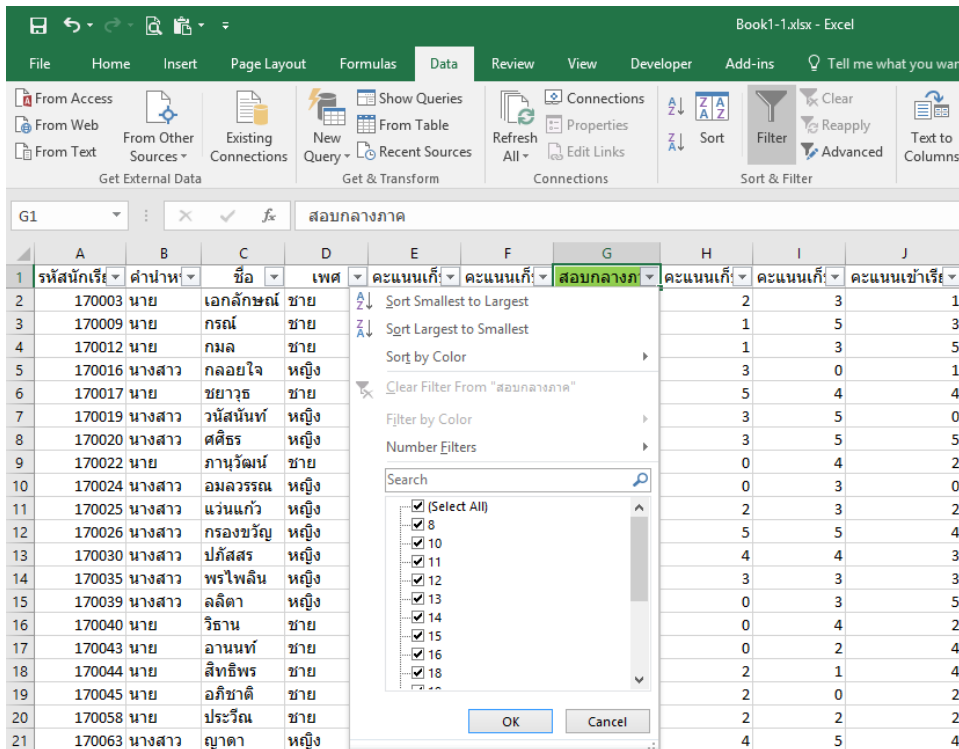 Book1-1.xlsx - Excel
File Home Insert Page Layout Formulas Data Review View Developer Add-ins Tell me what you wan
From Access
From Web
From Text
From Other Sources
Existing Connections
Get External Data
New Query
Show Queries
From Table
Recent Sources
Get & Transform
Refresh All
Connections
Properties
Edit Links
Connections
Sort
Filter
Clear
Reapply
Advanced
Sort & Filter
Text to Columns
G1 fx สอบกลางภาค
A B C D E F G H I J
1 รหัสนักเรีย คำนำห ชื่อ เพศ คะแนนเก็ คะแนนเก็ สอบกลางภา คะแนนเก็ คะแนนเก็ คะแนนเข้าเรีย
2 170003 นาย เอกลักษณ์ ชาย 2 3 1
3 170009 นาย กรณ์ ชาย 1 5 3
4 170012 นาย กมล ชาย 1 3 5
5 170016 นางสาว กลอยใจ หญิง 3 0 1
6 170017 นาย ชยาวุธ ชาย 5 4 4
7 170019 นางสาว วนัสนันท์ หญิง 3 5 0
8 170020 นางสาว ศศิธร หญิง 3 5 5
9 170022 นาย ภานุวัฒน์ ชาย 0 4 2
10 170024 นางสาว อมลวรรณ หญิง 0 3 0
11 170025 นางสาว แว่นแก้ว หญิง 2 3 2
12 170026 นางสาว กรองขวัญ หญิง 5 5 4
13 170030 นางสาว ปภัสสร หญิง 4 4 3
14 170035 นางสาว พรไพลิน หญิง 3 3 3
15 170039 นางสาว ลลิตา หญิง 0 3 5
16 170040 นาย วิธาน ชาย 0 4 2
17 170043 นาย อานนท์ ชาย 0 2 4
18 170044 นาย สิทธิพร ชาย 2 1 4
19 170045 นาย อภิชาติ ชาย 2 0 2
20 170058 นาย ประวีณ ชาย 2 2 2
21 170063 นางสาว ญาดา หญิง 4 5 4
Sort Smallest to Largest
Sort Largest to Smallest
Sort by Color
Clear Filter From "สอบกลางภาค"
Filter by Color
Number Filters
Search
(Select All)
8
10
11
12
13
14
15
16
18
OK Cancel